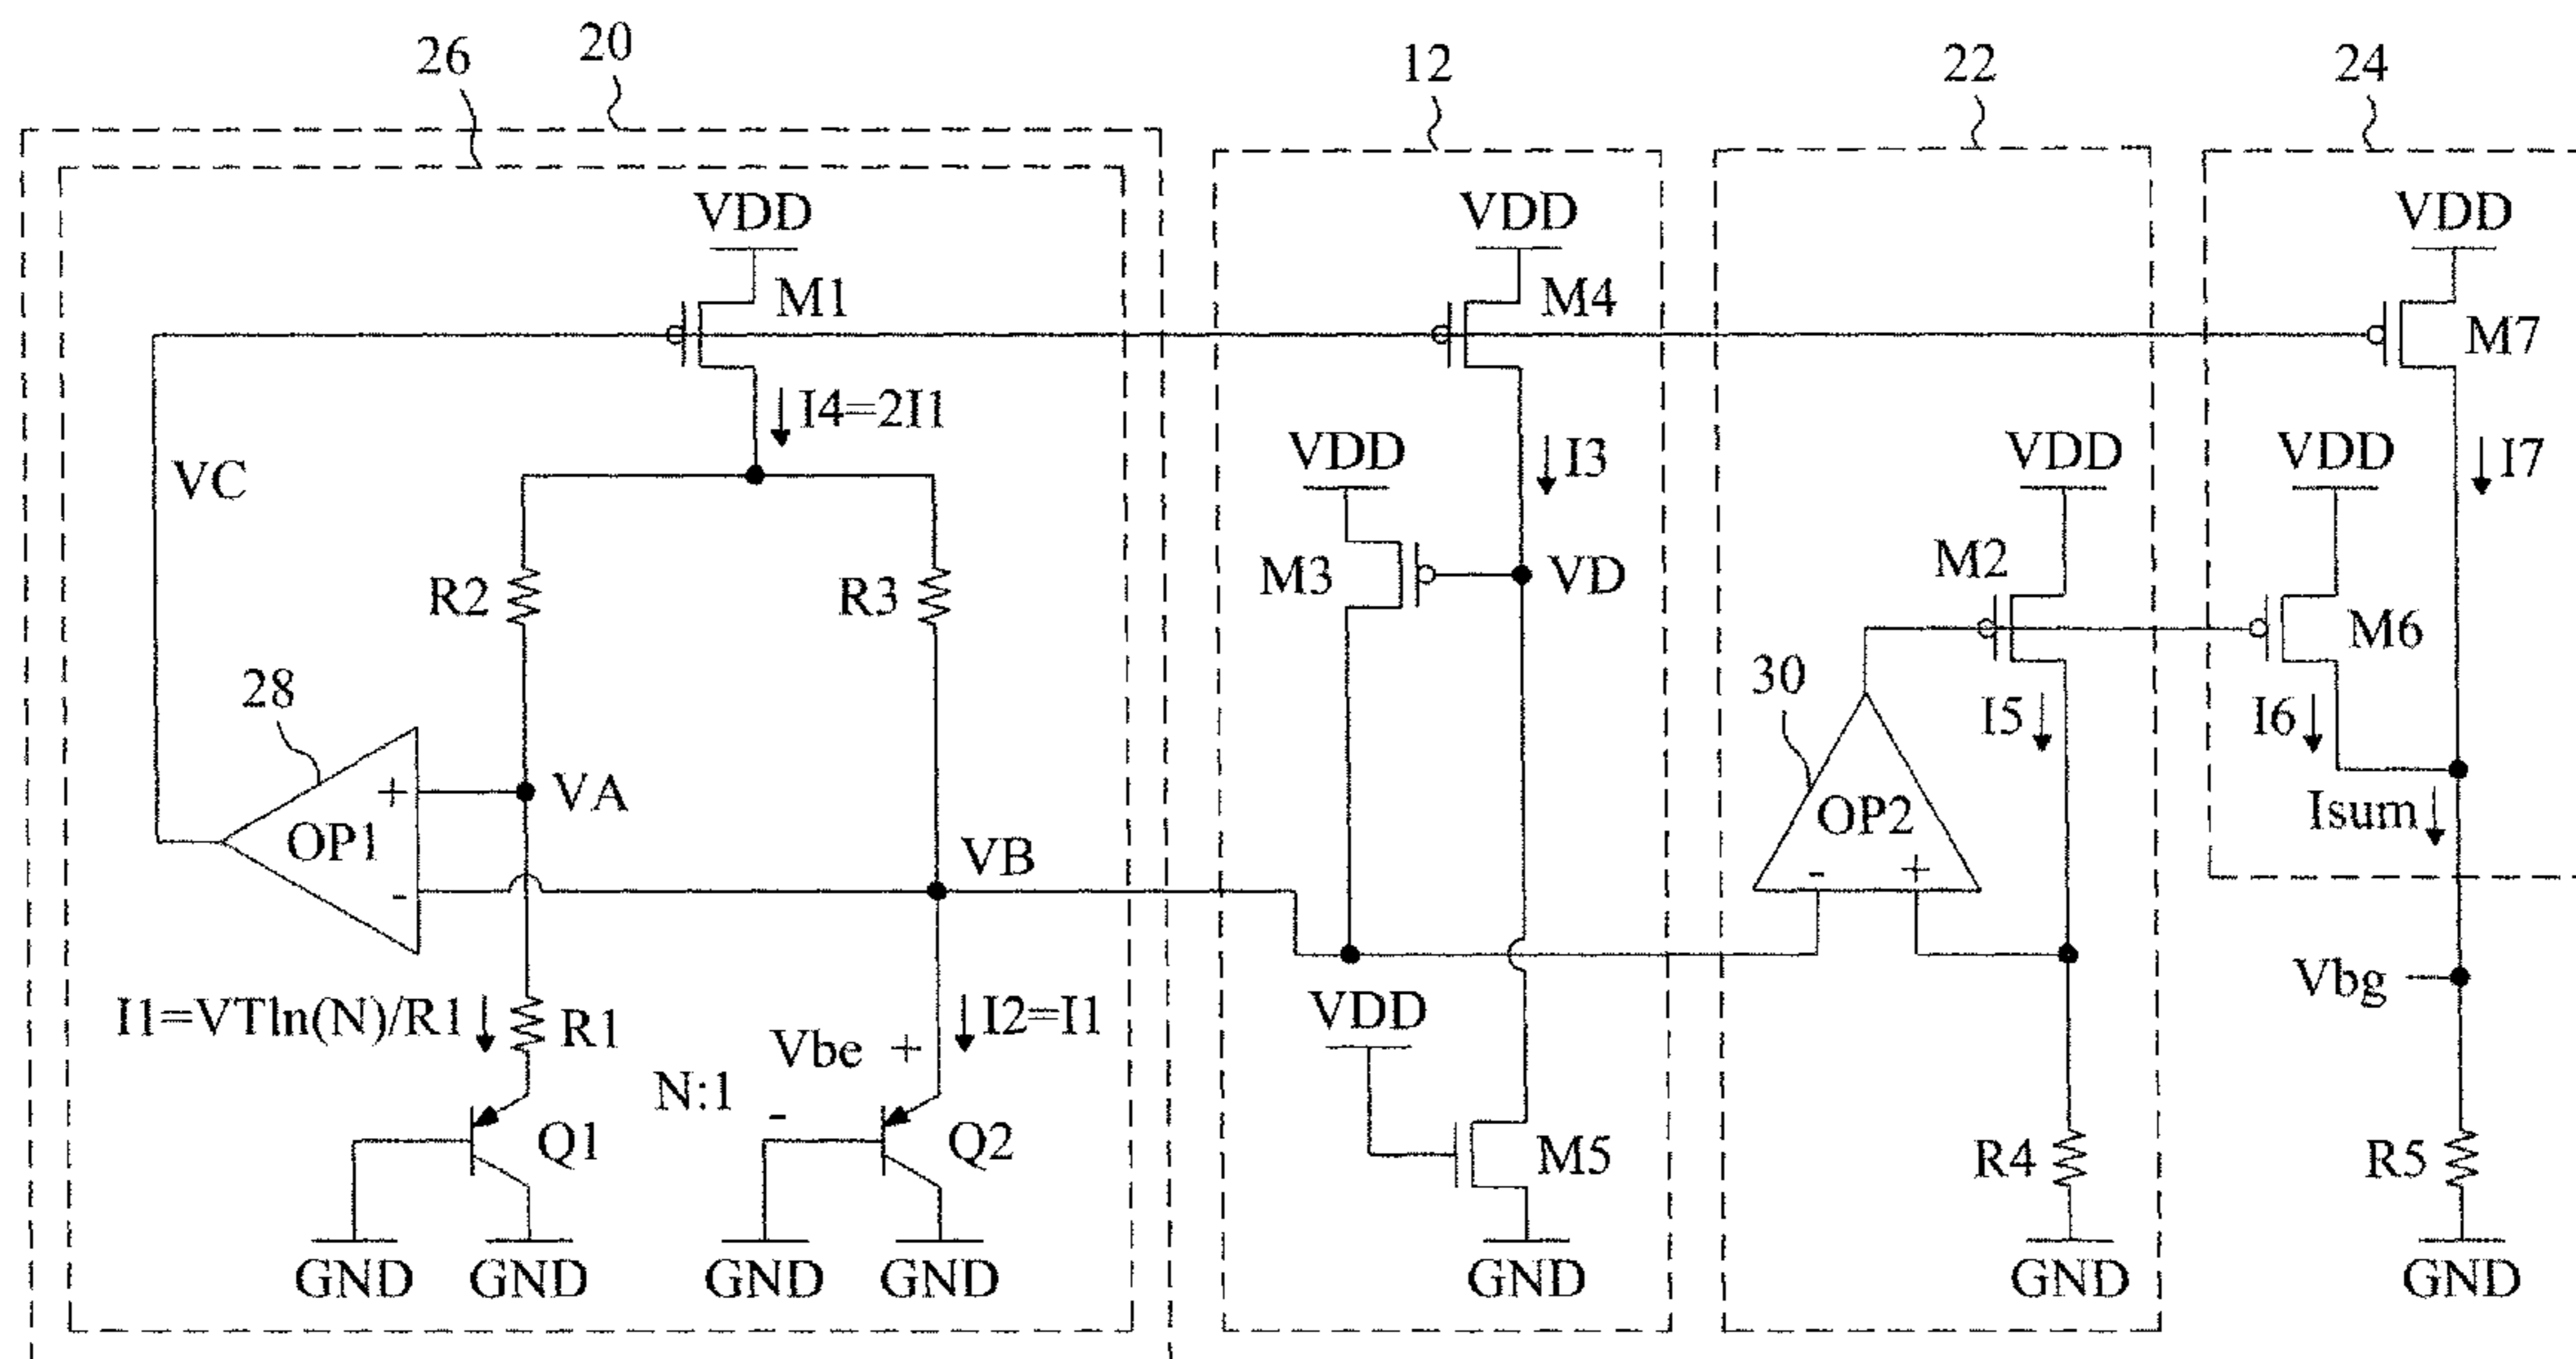 26
20
12
22
24
VDD
M1
I4=2I1
VC
R2
R3
28
+
OP1
-
VA
VB
I1=VTln(N)/R1
R1
Vbe
+
-
I2=I1
N:1
Q1
Q2
GND
GND
GND
GND
VDD
M4
I3
VDD
M3
VD
VDD
M5
GND
VDD
M2
30
OP2
-
+
I5
R4
GND
VDD
M7
I7
VDD
M6
I6
Isum
Vbg
R5
GND